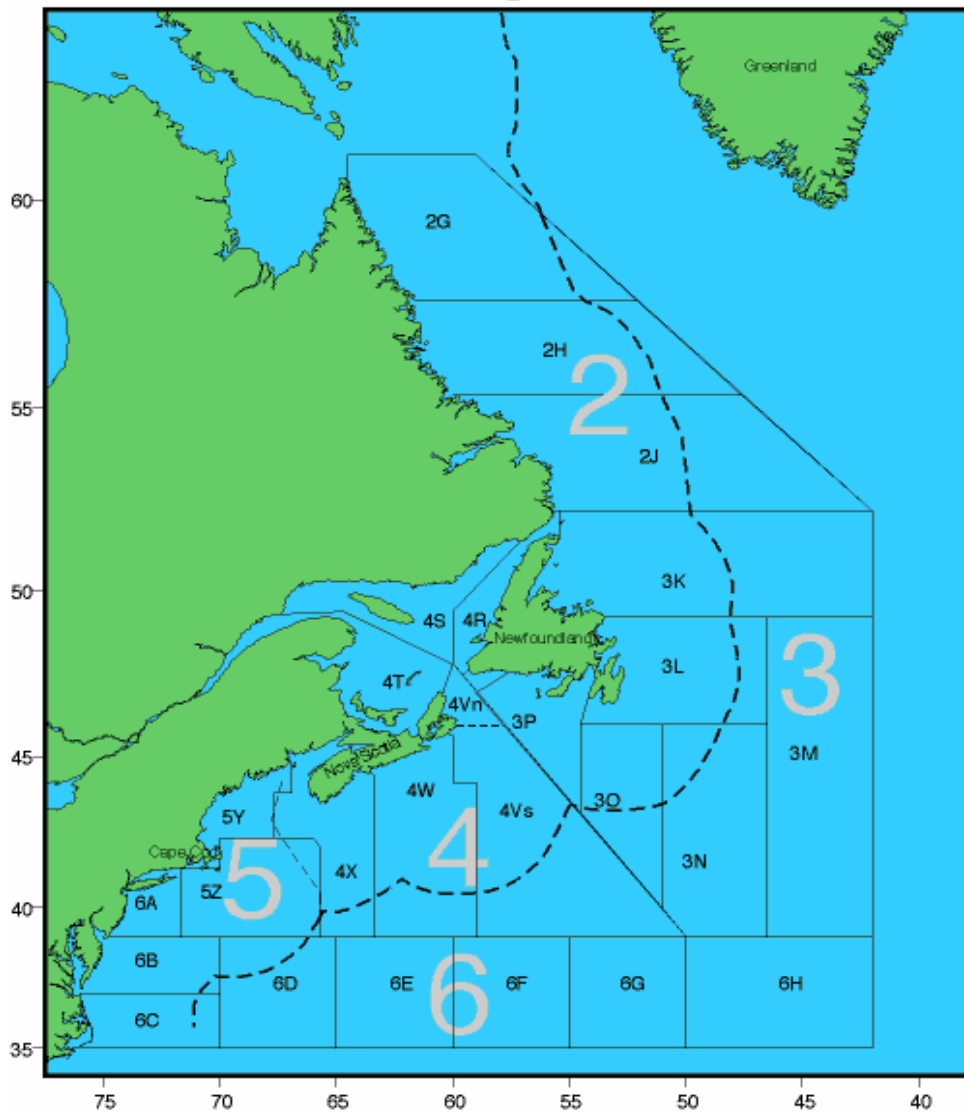 Greenland
60
2G
2H
2
55
2J
50
3K
4S
4R
Newfoundland
3L
3
4T
4Vn
3P
45
Nova Scotia
3M
4W
3O
4Vs
5Y
4
Cape Cod
5
4X
3N
5Z
40
6A
6B
6D
6E
6
6F
6G
6H
6C
35
75
70
65
60
55
50
45
40